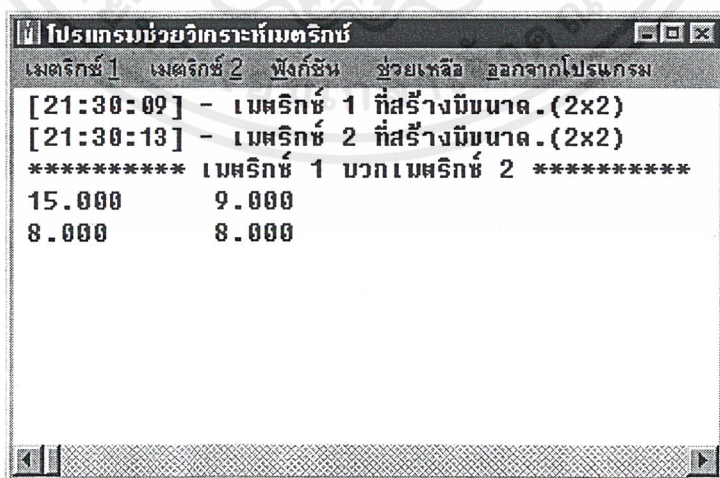 โปรแกรมช่วยวิเคราะห์เมตริกซ์
เมตริกซ์ 1 เมตริกซ์ 2 ฟังก์ชัน ช่วยเหลือ ออกจากโปรแกรม
[21:30:09] - เมตริกซ์ 1 ที่สร้างมีขนาด.(2x2)
[21:30:13] - เมตริกซ์ 2 ที่สร้างมีขนาด.(2x2)
********** เมตริกซ์ 1 บวกเมตริกซ์ 2 **********
15.000 9.000
8.000 8.000